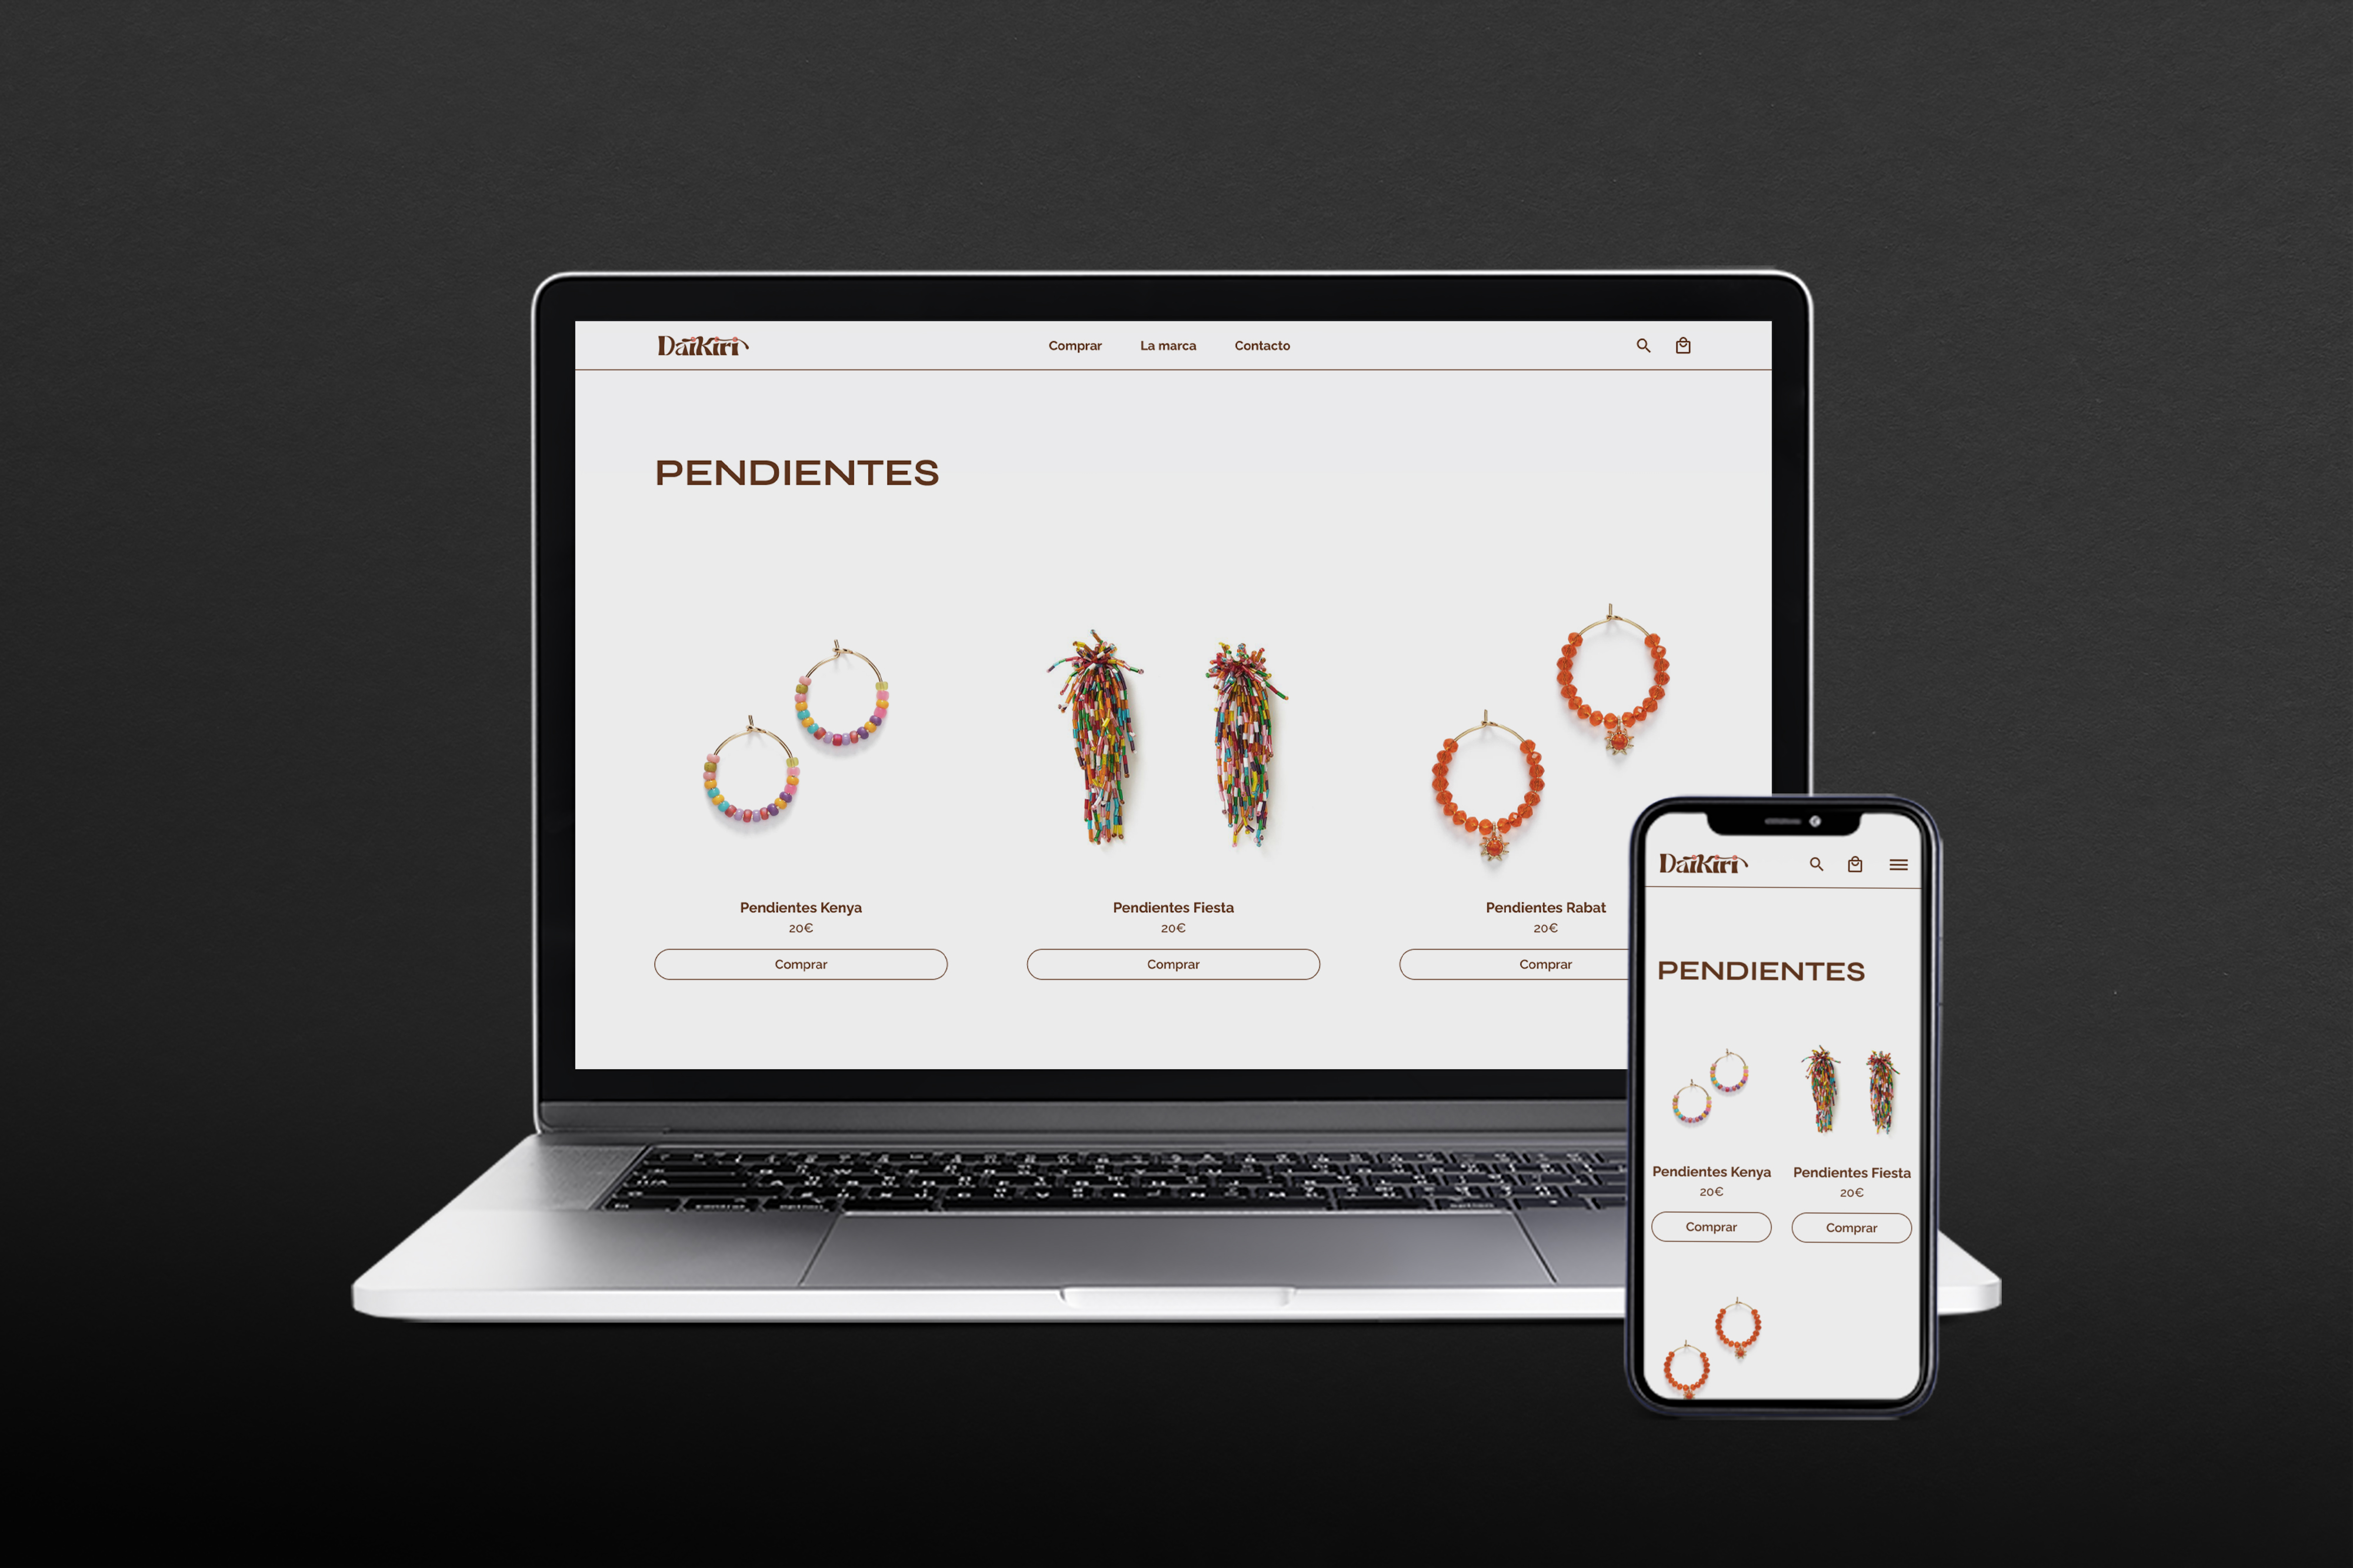 Daikiri
Comprar La marca Contacto
PENDIENTES
Pendientes Kenya
20€
Comprar
Pendientes Fiesta
20€
Comprar
Pendientes Rabat
20€
Comprar
Daikiri
PENDIENTES
Pendientes Kenya
20€
Comprar
Pendientes Fiesta
20€
Comprar